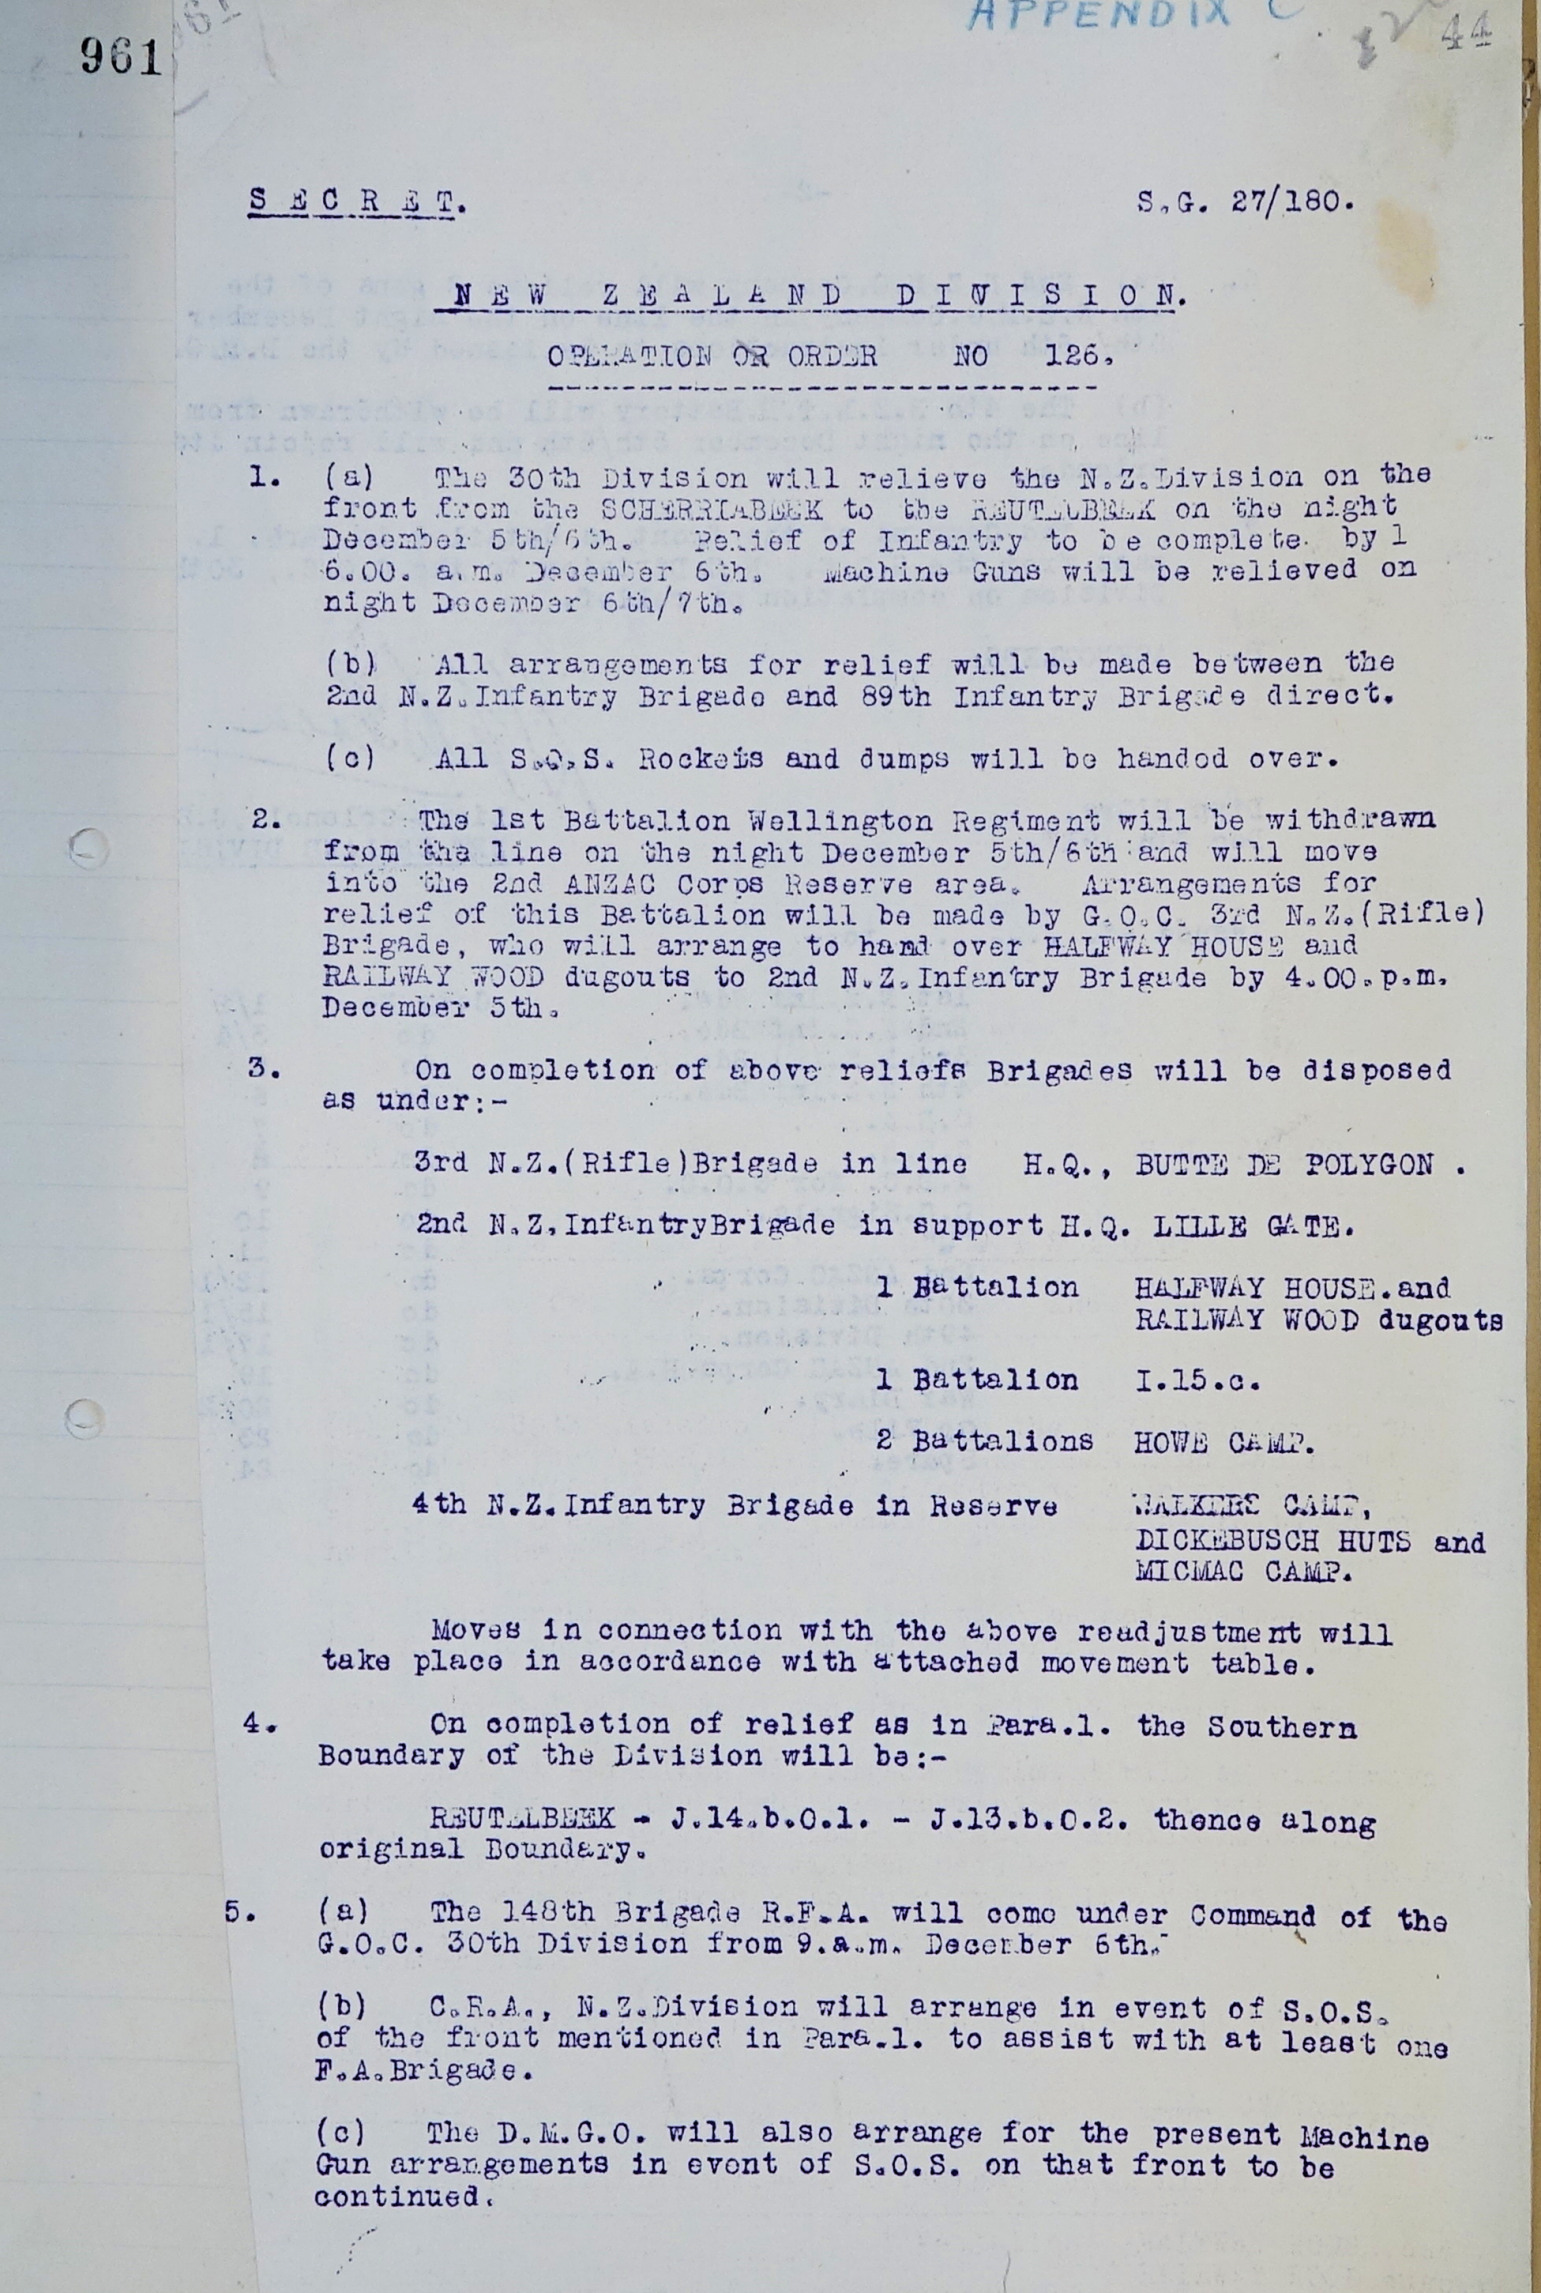 961
APPENDIX C
44
S E C R E T.
S.G. 27/180.
N E W   Z E A L A N D   D I V I S I O N.
OPERATION OR ORDER   NO   126.
1. (a) The 30th Division will relieve the N.Z.Division on the
front from the SCHERRIABEEK to the REUTELBEEK on the night
December 5th/6th. Relief of Infantry to be complete by 1
6.00. a.m. December 6th. Machine Guns will be relieved on
night December 6th/7th.
(b) All arrangements for relief will be made between the
2nd N.Z.Infantry Brigade and 89th Infantry Brigade direct.
(c) All S.O.S. Rockets and dumps will be handed over.
2. The 1st Battalion Wellington Regiment will be withdrawn
from the line on the night December 5th/6th and will move
into the 2nd ANZAC Corps Reserve area. Arrangements for
relief of this Battalion will be made by G.O.C. 3rd N.Z.(Rifle)
Brigade, who will arrange to hand over HALFWAY HOUSE and
RAILWAY WOOD dugouts to 2nd N.Z.Infantry Brigade by 4.00.p.m.
December 5th.
3. On completion of above reliefs Brigades will be disposed
as under:-
3rd N.Z.(Rifle)Brigade in line H.Q., BUTTE DE POLYGON .
2nd N.Z.InfantryBrigade in support H.Q. LILLE GATE.
1 Battalion HALFWAY HOUSE.and
RAILWAY WOOD dugouts
1 Battalion I.15.c.
2 Battalions HOWE CAMP.
4th N.Z.Infantry Brigade in Reserve WALKERS CAMP,
DICKEBUSCH HUTS and
MICMAC CAMP.
Moves in connection with the above readjustment will
take place in accordance with attached movement table.
4. On completion of relief as in Para.1. the Southern
Boundary of the Division will be:-
REUTELBEEK - J.14.b.0.1. - J.13.b.0.2. thence along
original Boundary.
5. (a) The 148th Brigade R.F.A. will come under Command of the
G.O.C. 30th Division from 9.a.m. December 6th.
(b) C.R.A., N.Z.Division will arrange in event of S.O.S.
of the front mentioned in Para.1. to assist with at least one
F.A.Brigade.
(c) The D.M.G.O. will also arrange for the present Machine
Gun arrangements in event of S.O.S. on that front to be
continued.